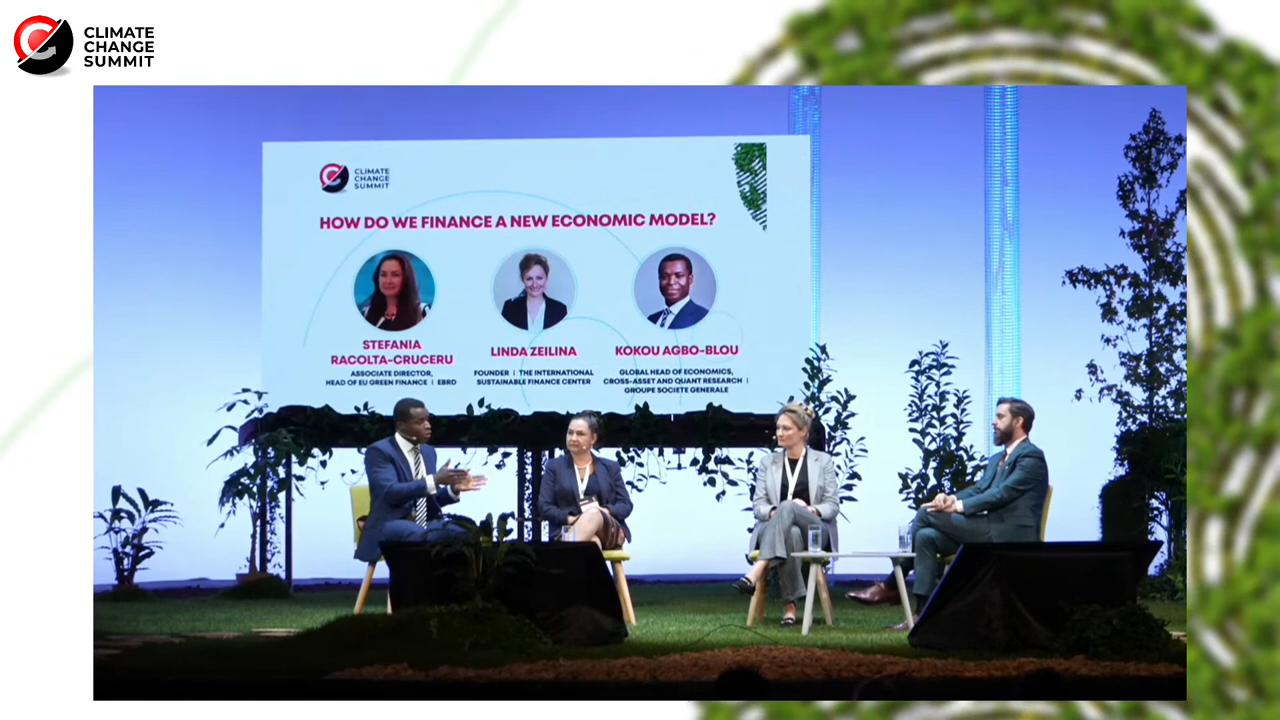 CLIMATE
CHANGE
SUMMIT
CLIMATE
CHANGE
SUMMIT
HOW DO WE FINANCE A NEW ECONOMIC MODEL?
STEFANIA
RACOLTA-CRUCERU
ASSOCIATE DIRECTOR,
HEAD OF EU GREEN FINANCE | EBRD
LINDA ZEILINA
FOUNDER | THE INTERNATIONAL
SUSTAINABLE FINANCE CENTER
KOKOU AGBO-BLOU
GLOBAL HEAD OF ECONOMICS,
CROSS-ASSET AND QUANT RESEARCH |
GROUPE SOCIETE GENERALE